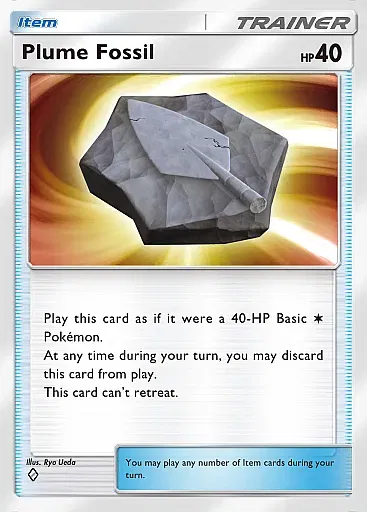 Item
TRAINER
Plume Fossil
HP40
Play this card as if it were a 40-HP Basic
Pokémon.
At any time during your turn, you may discard
this card from play.
This card can't retreat.
Illus. Ryo Ueda
You may play any number of Item cards during your
turn.